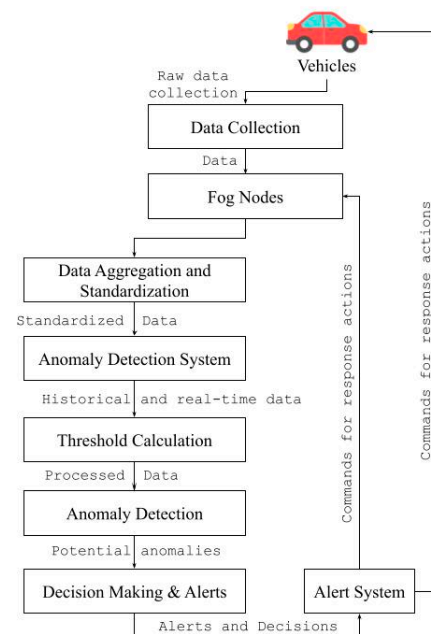 Vehicles
Raw data
collection
Data Collection
Data
Fog Nodes
Data Aggregation and
Standardization
Standardized Data
Anomaly Detection System
Historical and real-time data
Threshold Calculation
Processed Data
Anomaly Detection
Potential anomalies
Decision Making & Alerts
Alerts and Decisions
Alert System
Commands for response actions
Commands for response actions